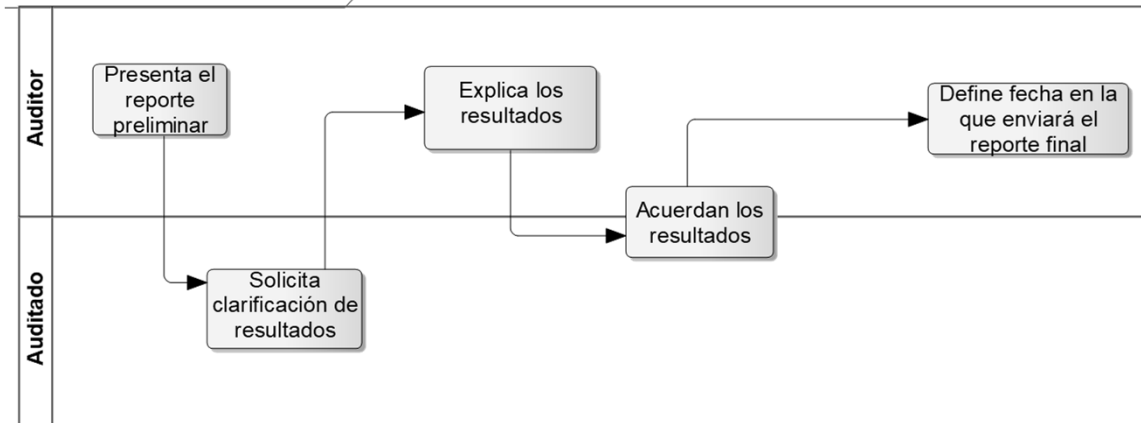 Auditor
Presenta el
reporte
preliminar
Explica los
resultados
Define fecha en la
que enviará el
reporte final
Acuerdan los
resultados
Auditado
Solicita
clarificación de
resultados